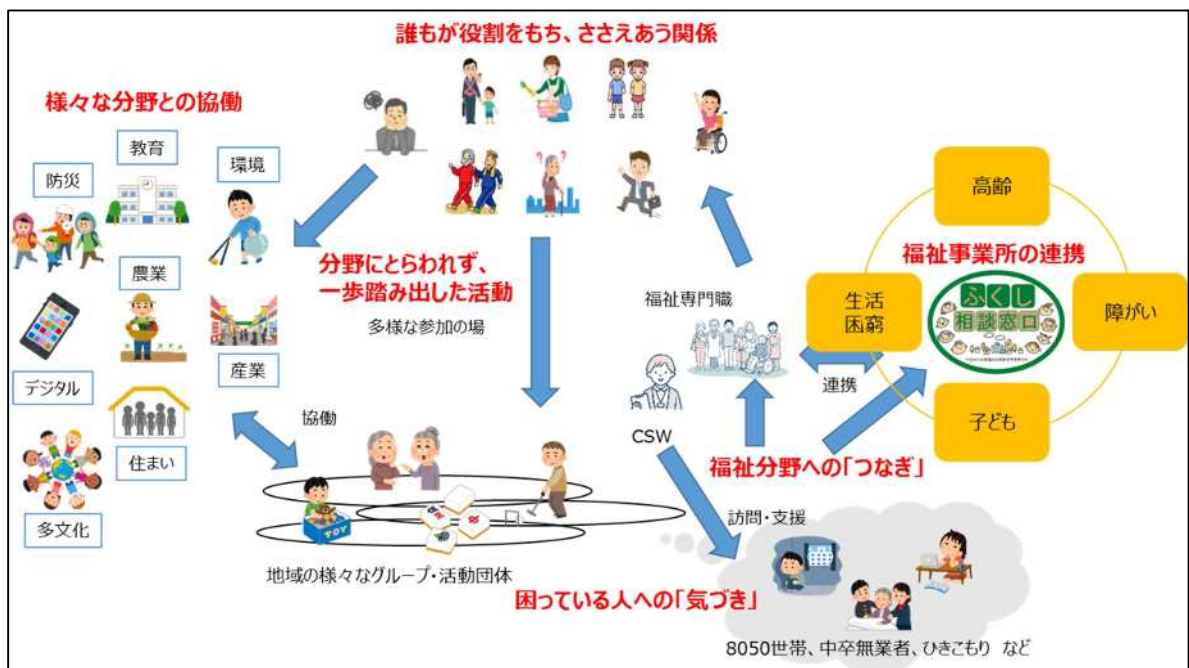 誰もが役割をもち、ささえあう関係
様々な分野との協働
教育
環境
防災
農業
産業
デジタル
住まい
多文化
分野にとらわれず、
一歩踏み出した活動
多様な参加の場
協働
地域の様々なグループ・活動団体
TOY
福祉専門職
CSW
連携
福祉事業所の連携
高齢
生活
困窮
障がい
子ども
ふくし
相談窓口
福祉分野への「つなぎ」
訪問・支援
困っている人への「気づき」
8050世帯、中卒無業者、ひきこもり など